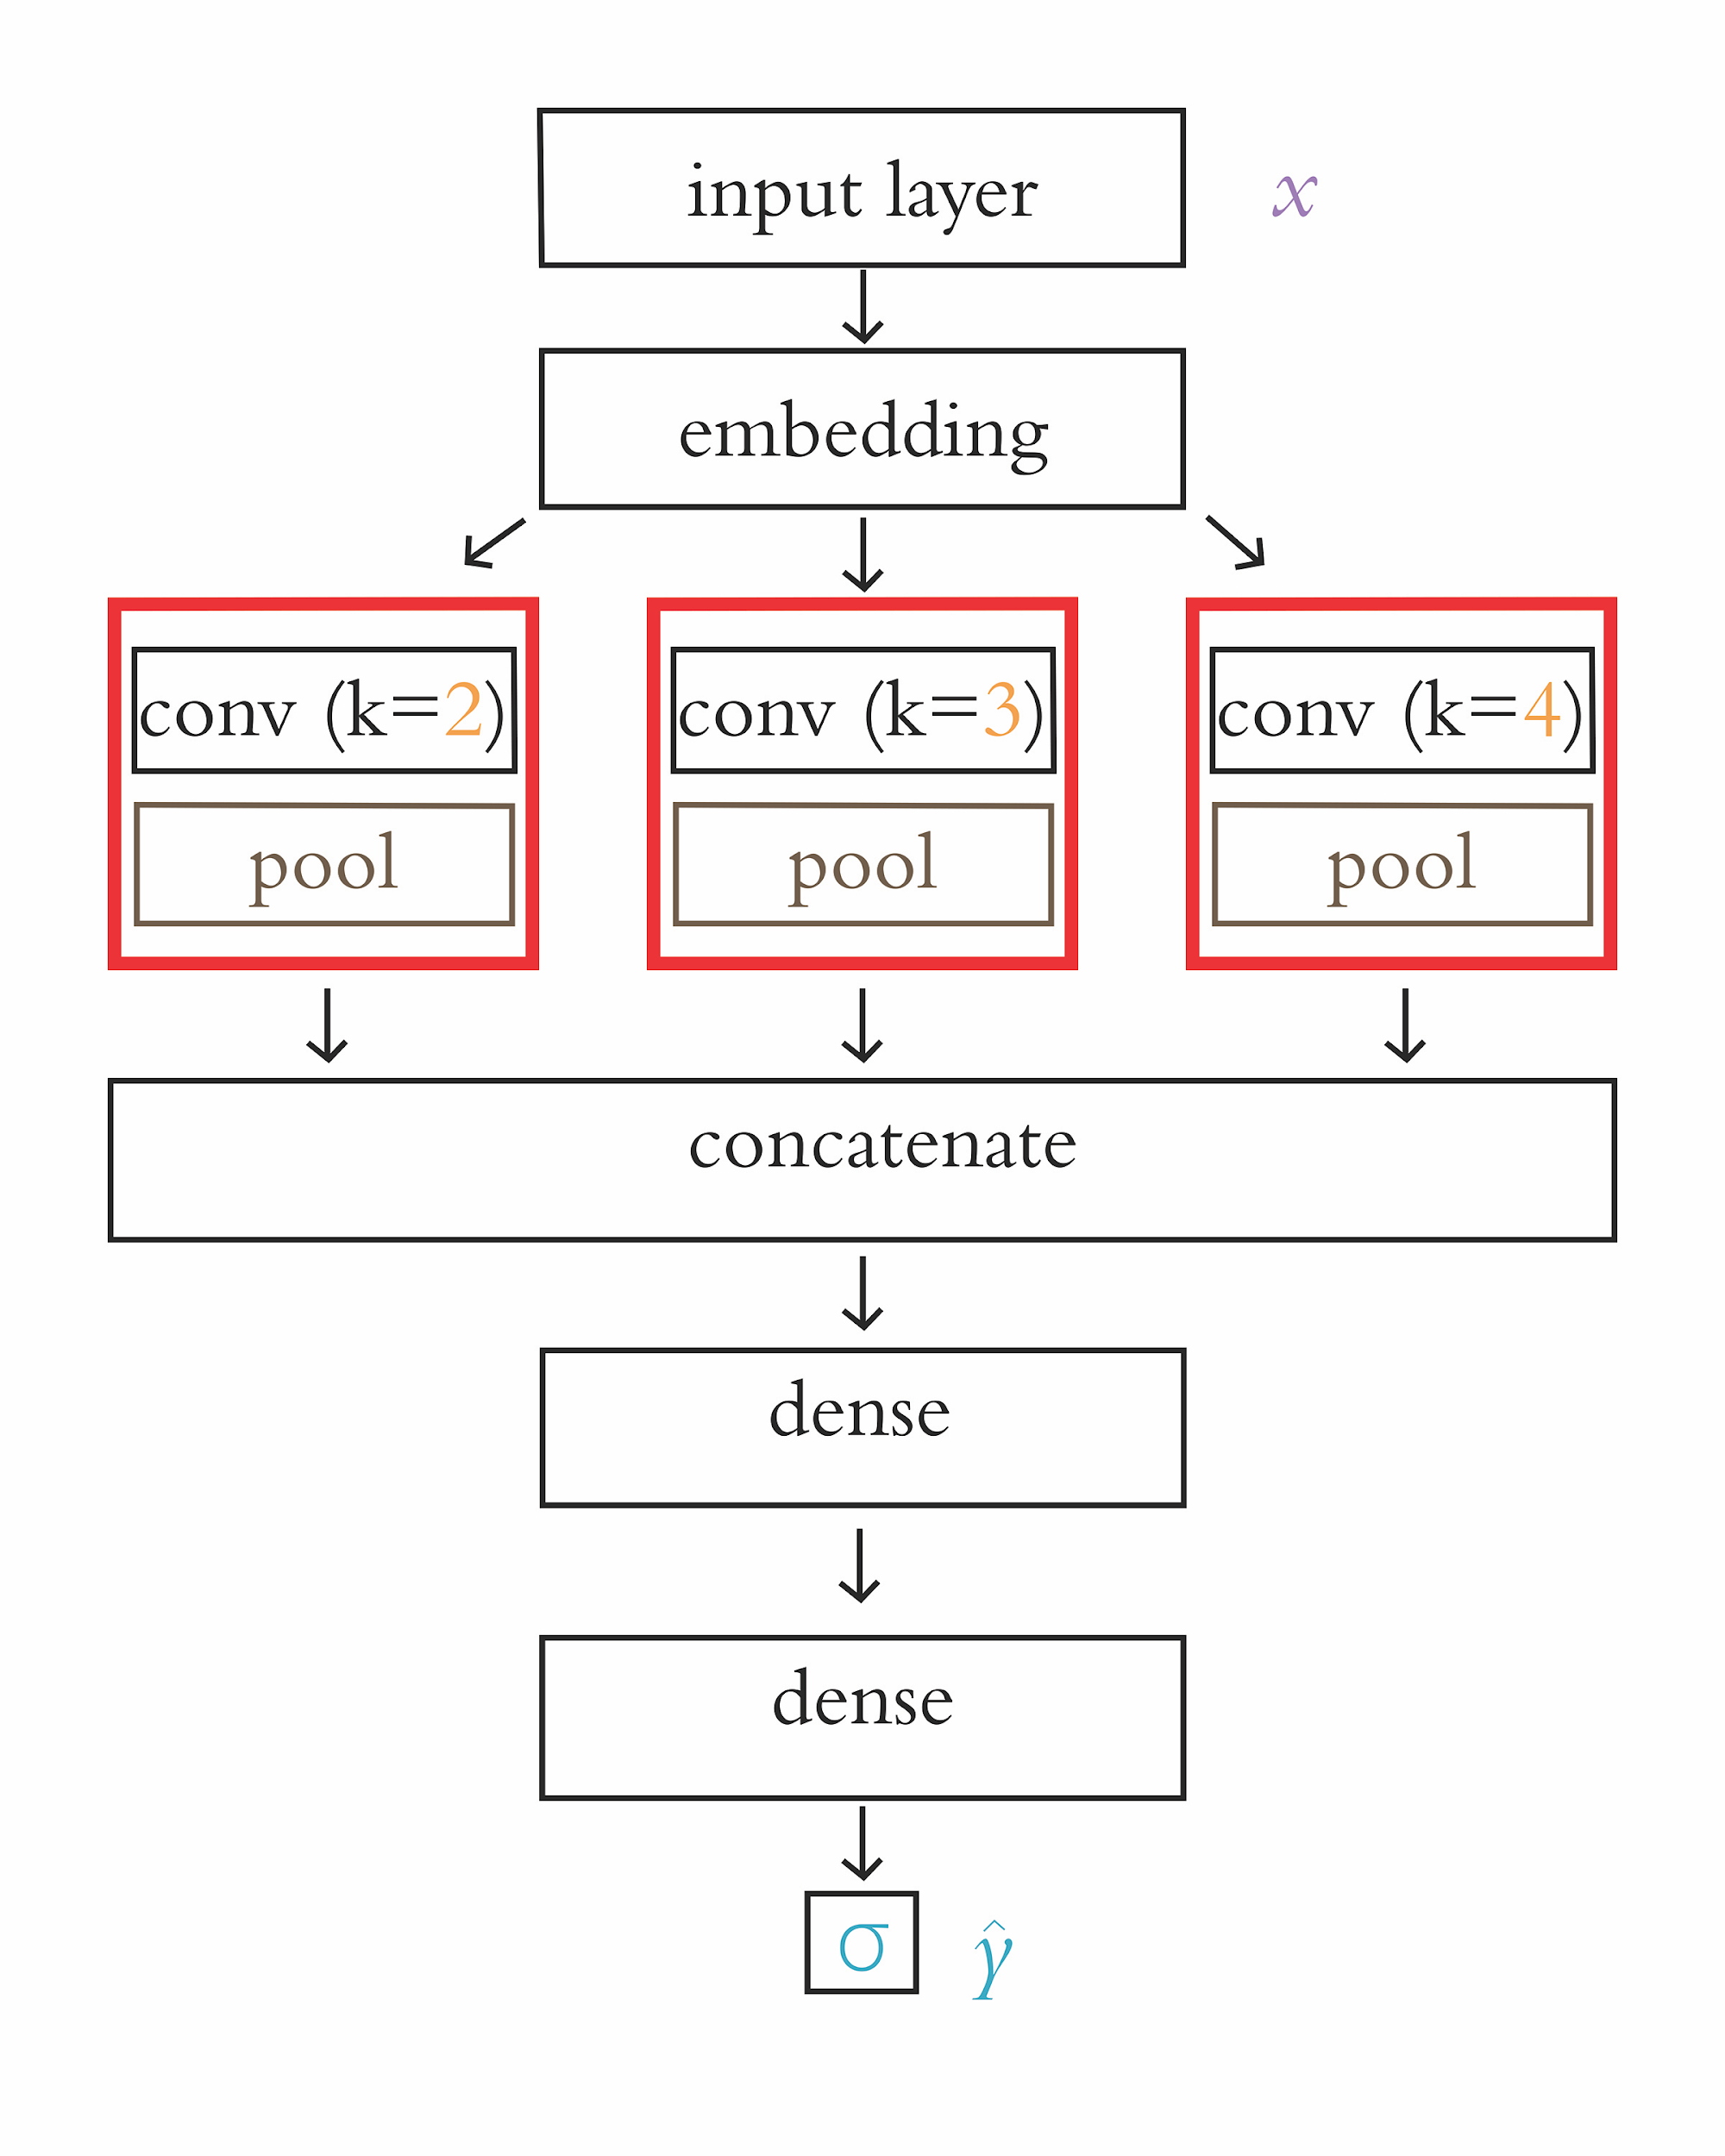 input layer x
embedding
conv (k=2) conv (k=3) conv (k=4)
pool pool pool
concatenate
dense
dense
σ ŷ